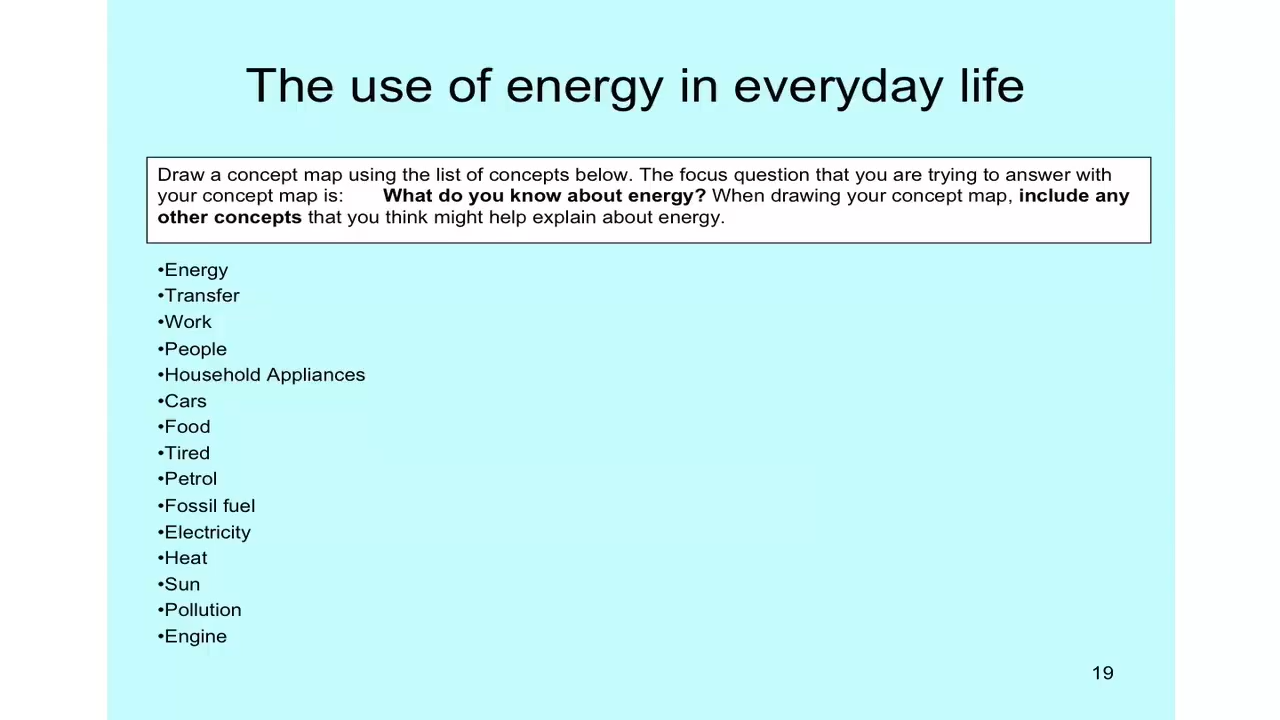 The use of energy in everyday life
Draw a concept map using the list of concepts below. The focus question that you are trying to answer with
your concept map is: What do you know about energy? When drawing your concept map, include any
other concepts that you think might help explain about energy.
•Energy
•Transfer
•Work
•People
•Household Appliances
•Cars
•Food
•Tired
•Petrol
•Fossil fuel
•Electricity
•Heat
•Sun
•Pollution
•Engine
19